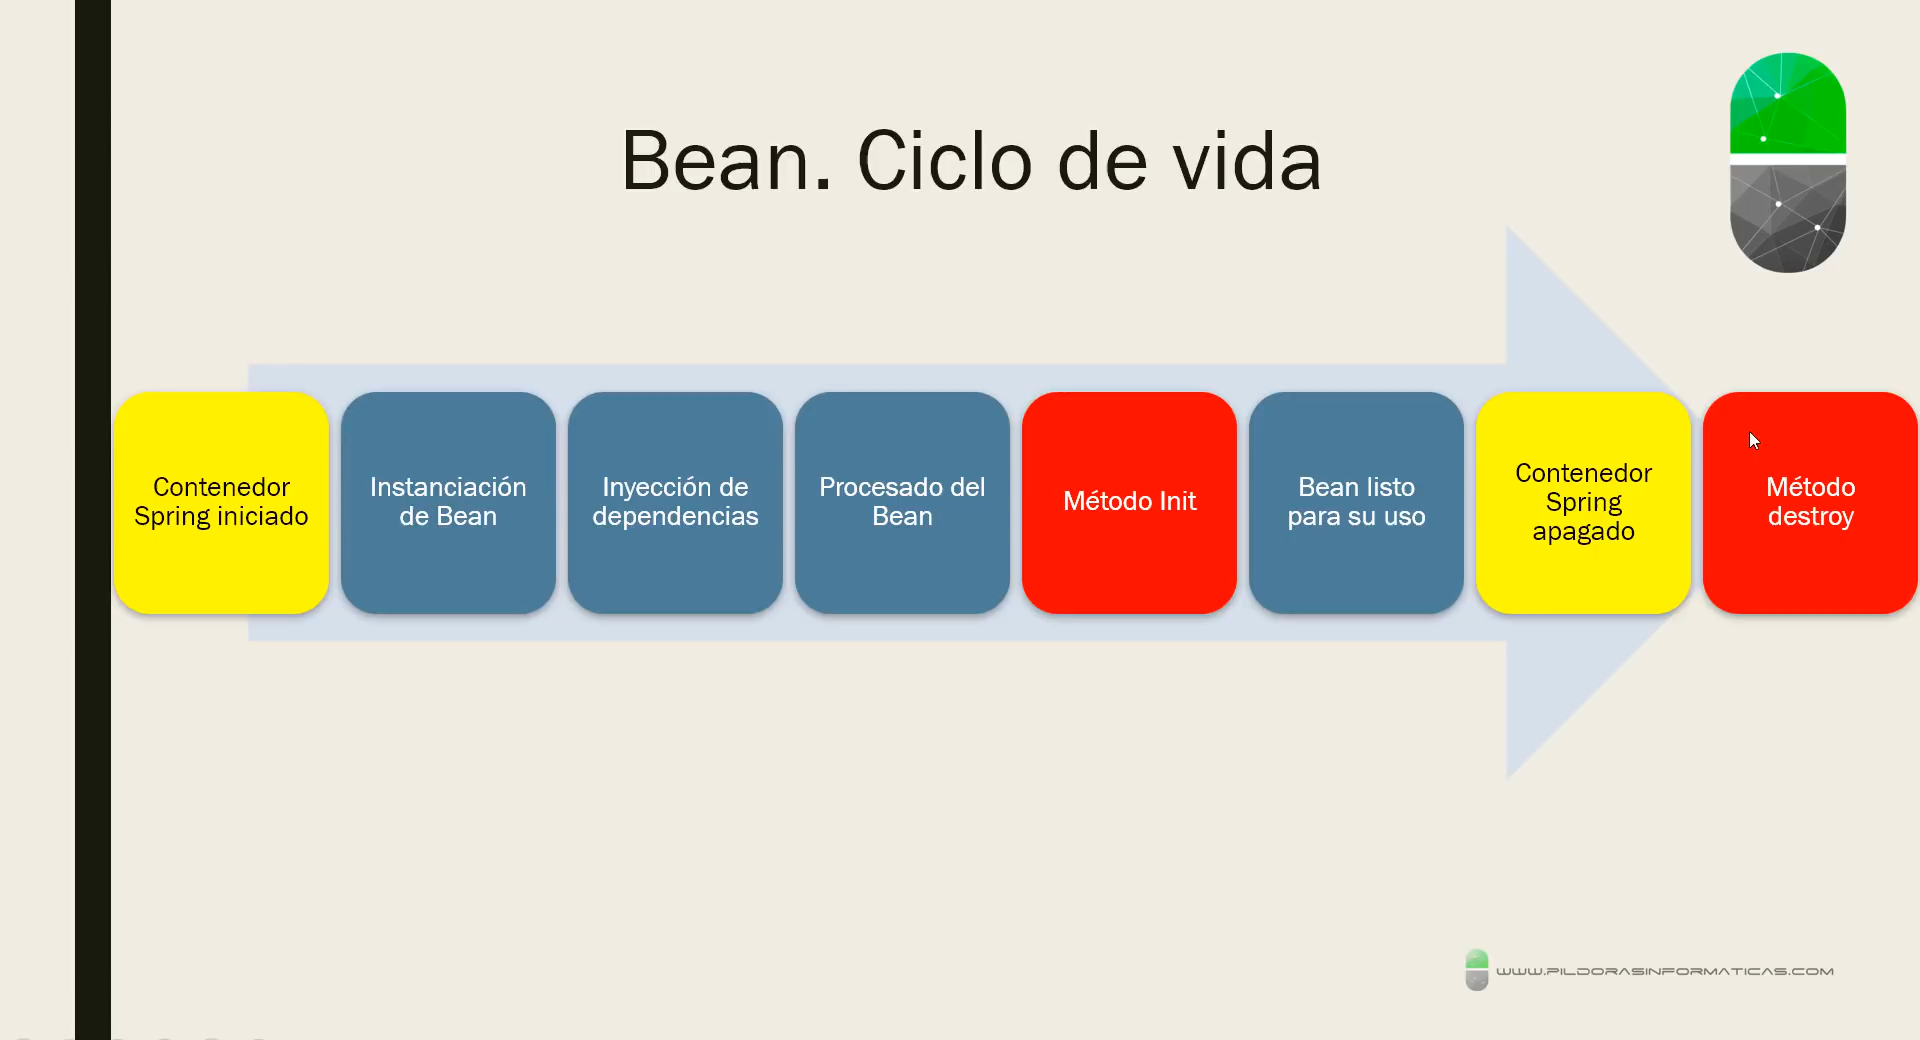 Bean. Ciclo de vida
Contenedor
Spring iniciado
Instanciación
de Bean
Inyección de
dependencias
Procesado del
Bean
Método Init
Bean listo
para su uso
Contenedor
Spring
apagado
Método
destroy
WWW.PILDORASINFORMATICAS.COM